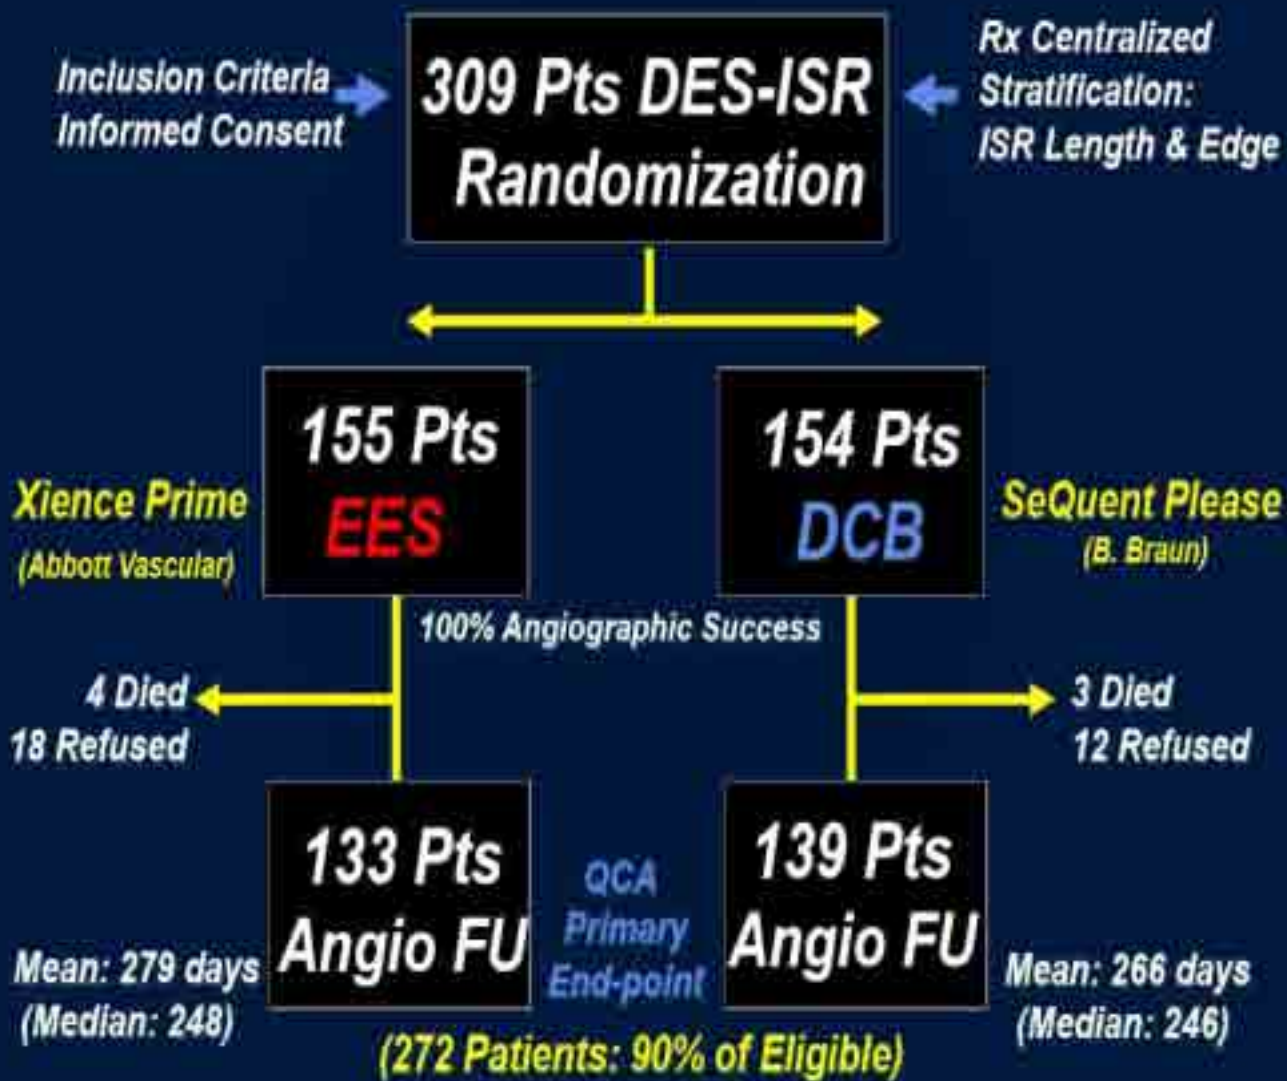 Inclusion Criteria
Informed Consent
309 Pts DES-ISR
Randomization
Rx Centralized
Stratification:
ISR Length & Edge
155 Pts
EES
154 Pts
DCB
Xience Prime
(Abbott Vascular)
SeQuent Please
(B. Braun)
100% Angiographic Success
4 Died
18 Refused
3 Died
12 Refused
133 Pts
Angio FU
QCA
Primary
End-point
139 Pts
Angio FU
Mean: 279 days
(Median: 248)
Mean: 266 days
(Median: 246)
(272 Patients: 90% of Eligible)